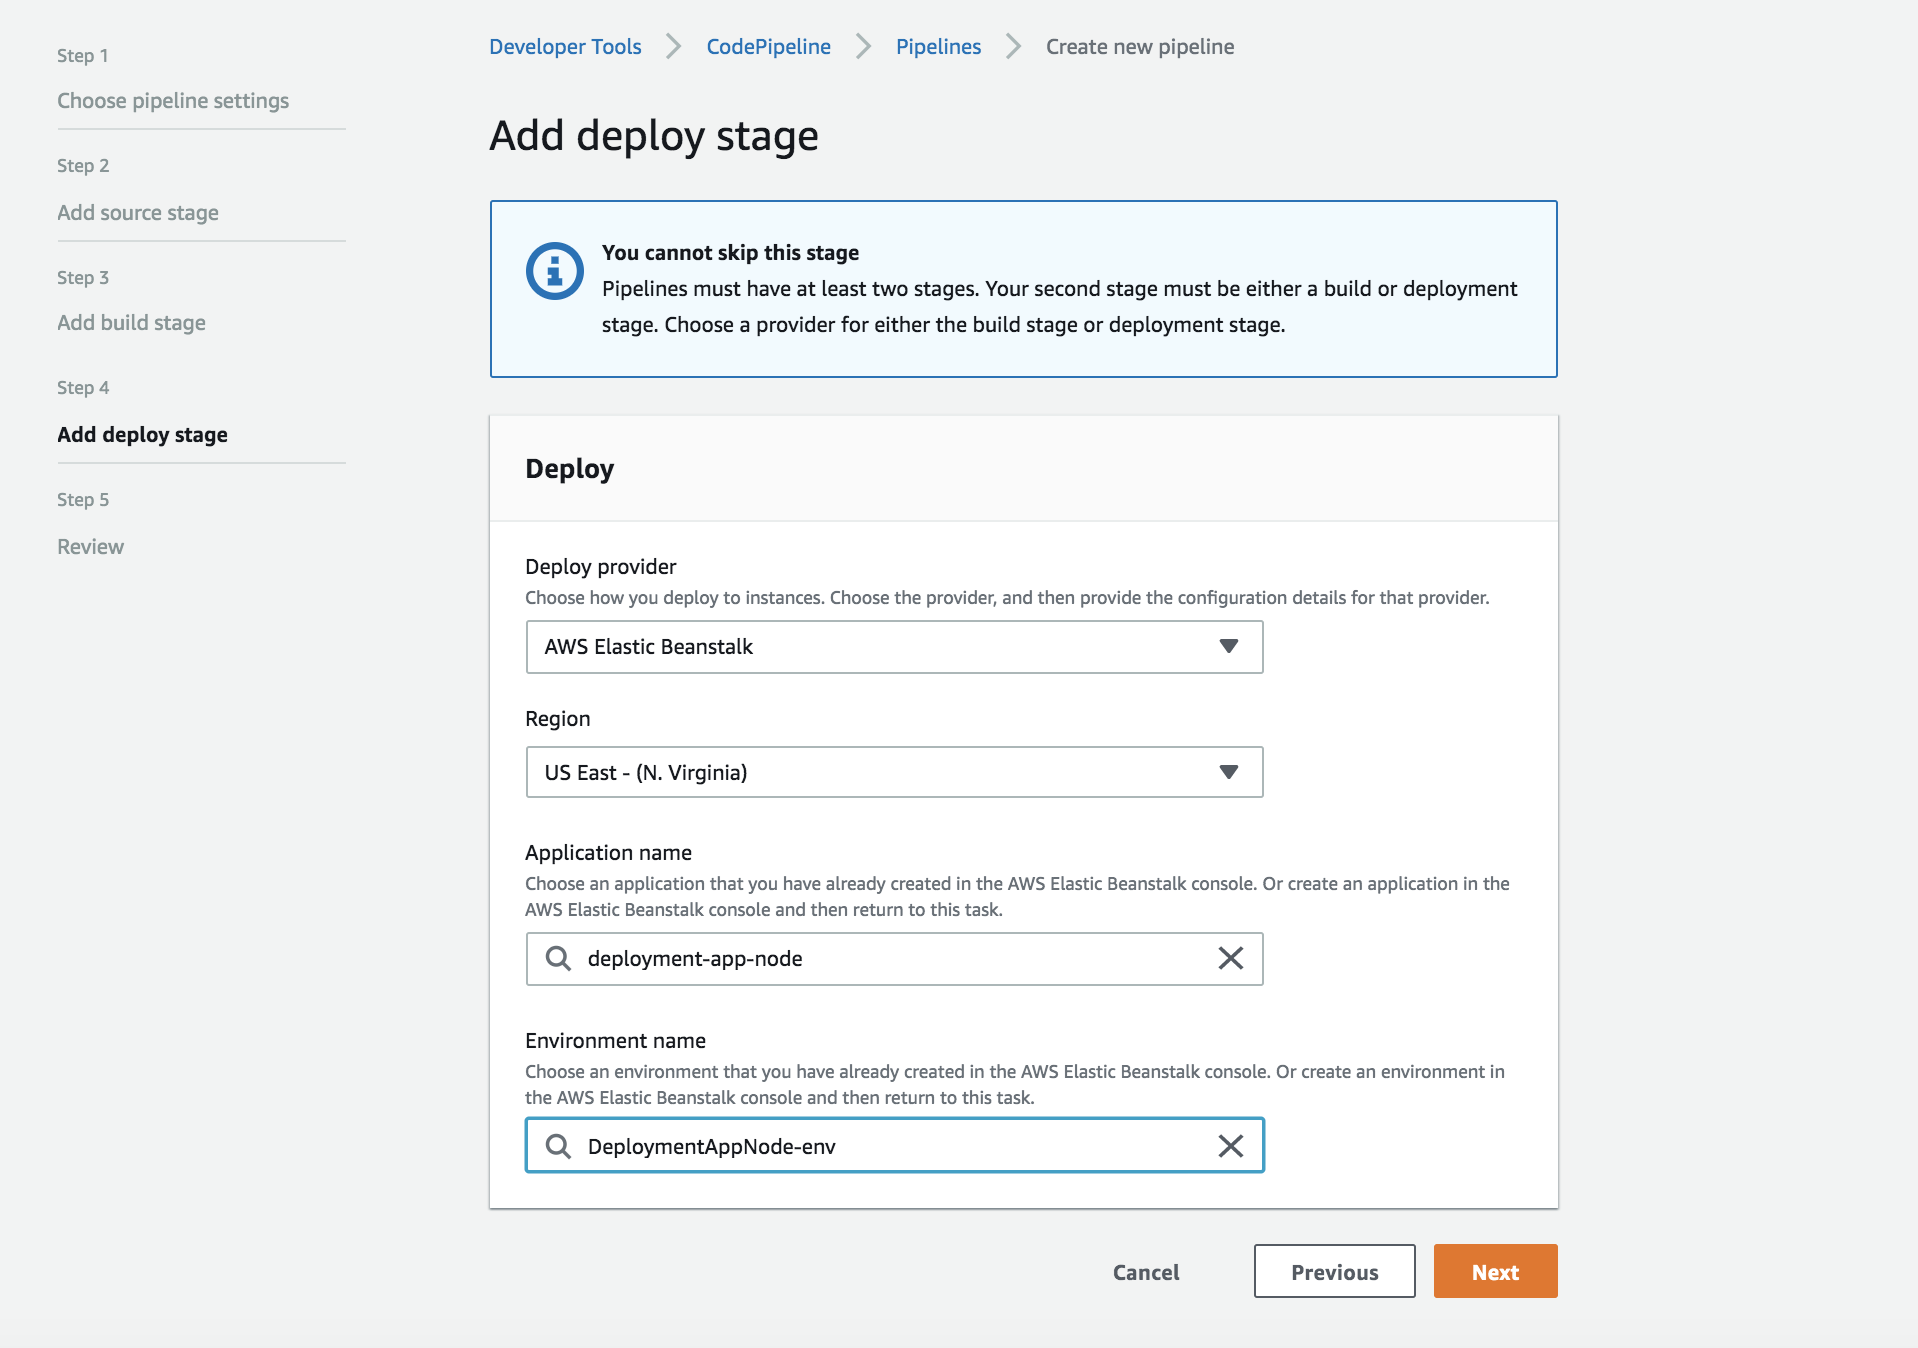 Step 1
Choose pipeline settings
Step 2
Add source stage
Step 3
Add build stage
Step 4
Add deploy stage
Step 5
Review
Developer Tools
CodePipeline
Pipelines
Create new pipeline
Add deploy stage
You cannot skip this stage
Pipelines must have at least two stages. Your second stage must be either a build or deployment
stage. Choose a provider for either the build stage or deployment stage.
Deploy
Deploy provider
Choose how you deploy to instances. Choose the provider, and then provide the configuration details for that provider.
AWS Elastic Beanstalk
Region
US East - (N. Virginia)
Application name
Choose an application that you have already created in the AWS Elastic Beanstalk console. Or create an application in the
AWS Elastic Beanstalk console and then return to this task.
deployment-app-node
Environment name
Choose an environment that you have already created in the AWS Elastic Beanstalk console. Or create an environment in
the AWS Elastic Beanstalk console and then return to this task.
DeploymentAppNode-env
Cancel
Previous
Next